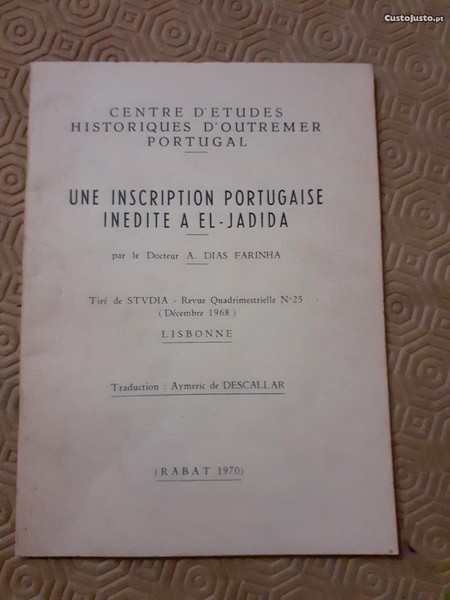 CustoJusto.pt
CENTRE D'ETUDES
HISTORIQUES D'OUTREMER
PORTUGAL
UNE INSCRIPTION PORTUGAISE
INEDITE A EL-JADIDA
par le Docteur A. DIAS FARINHA
Tiré de STVDIA - Revue Quadrimestrielle N°25
( Décembre 1968 )
LISBONNE
Traduction : Aymeric de DESCALLAR
(RABAT 1970)